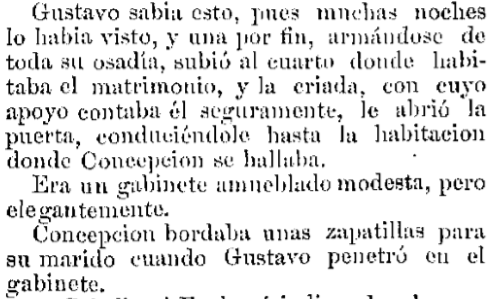 Gustavo sabia esto, pues muchas noches
lo habia visto, y una por fin, armándose de
toda su osadía, subió al cuarto donde habi-
taba el matrimonio, y la criada, con cuyo
apoyo contaba él seguramente, le abrió la
puerta, conduciéndole hasta la habitacion
donde Concepcion se hallaba.
Era un gabinete amueblado modesta, pero
elegantemente.
Concepcion bordaba unas zapatillas para
su marido cuando Gustavo penetró en el
gabinete.